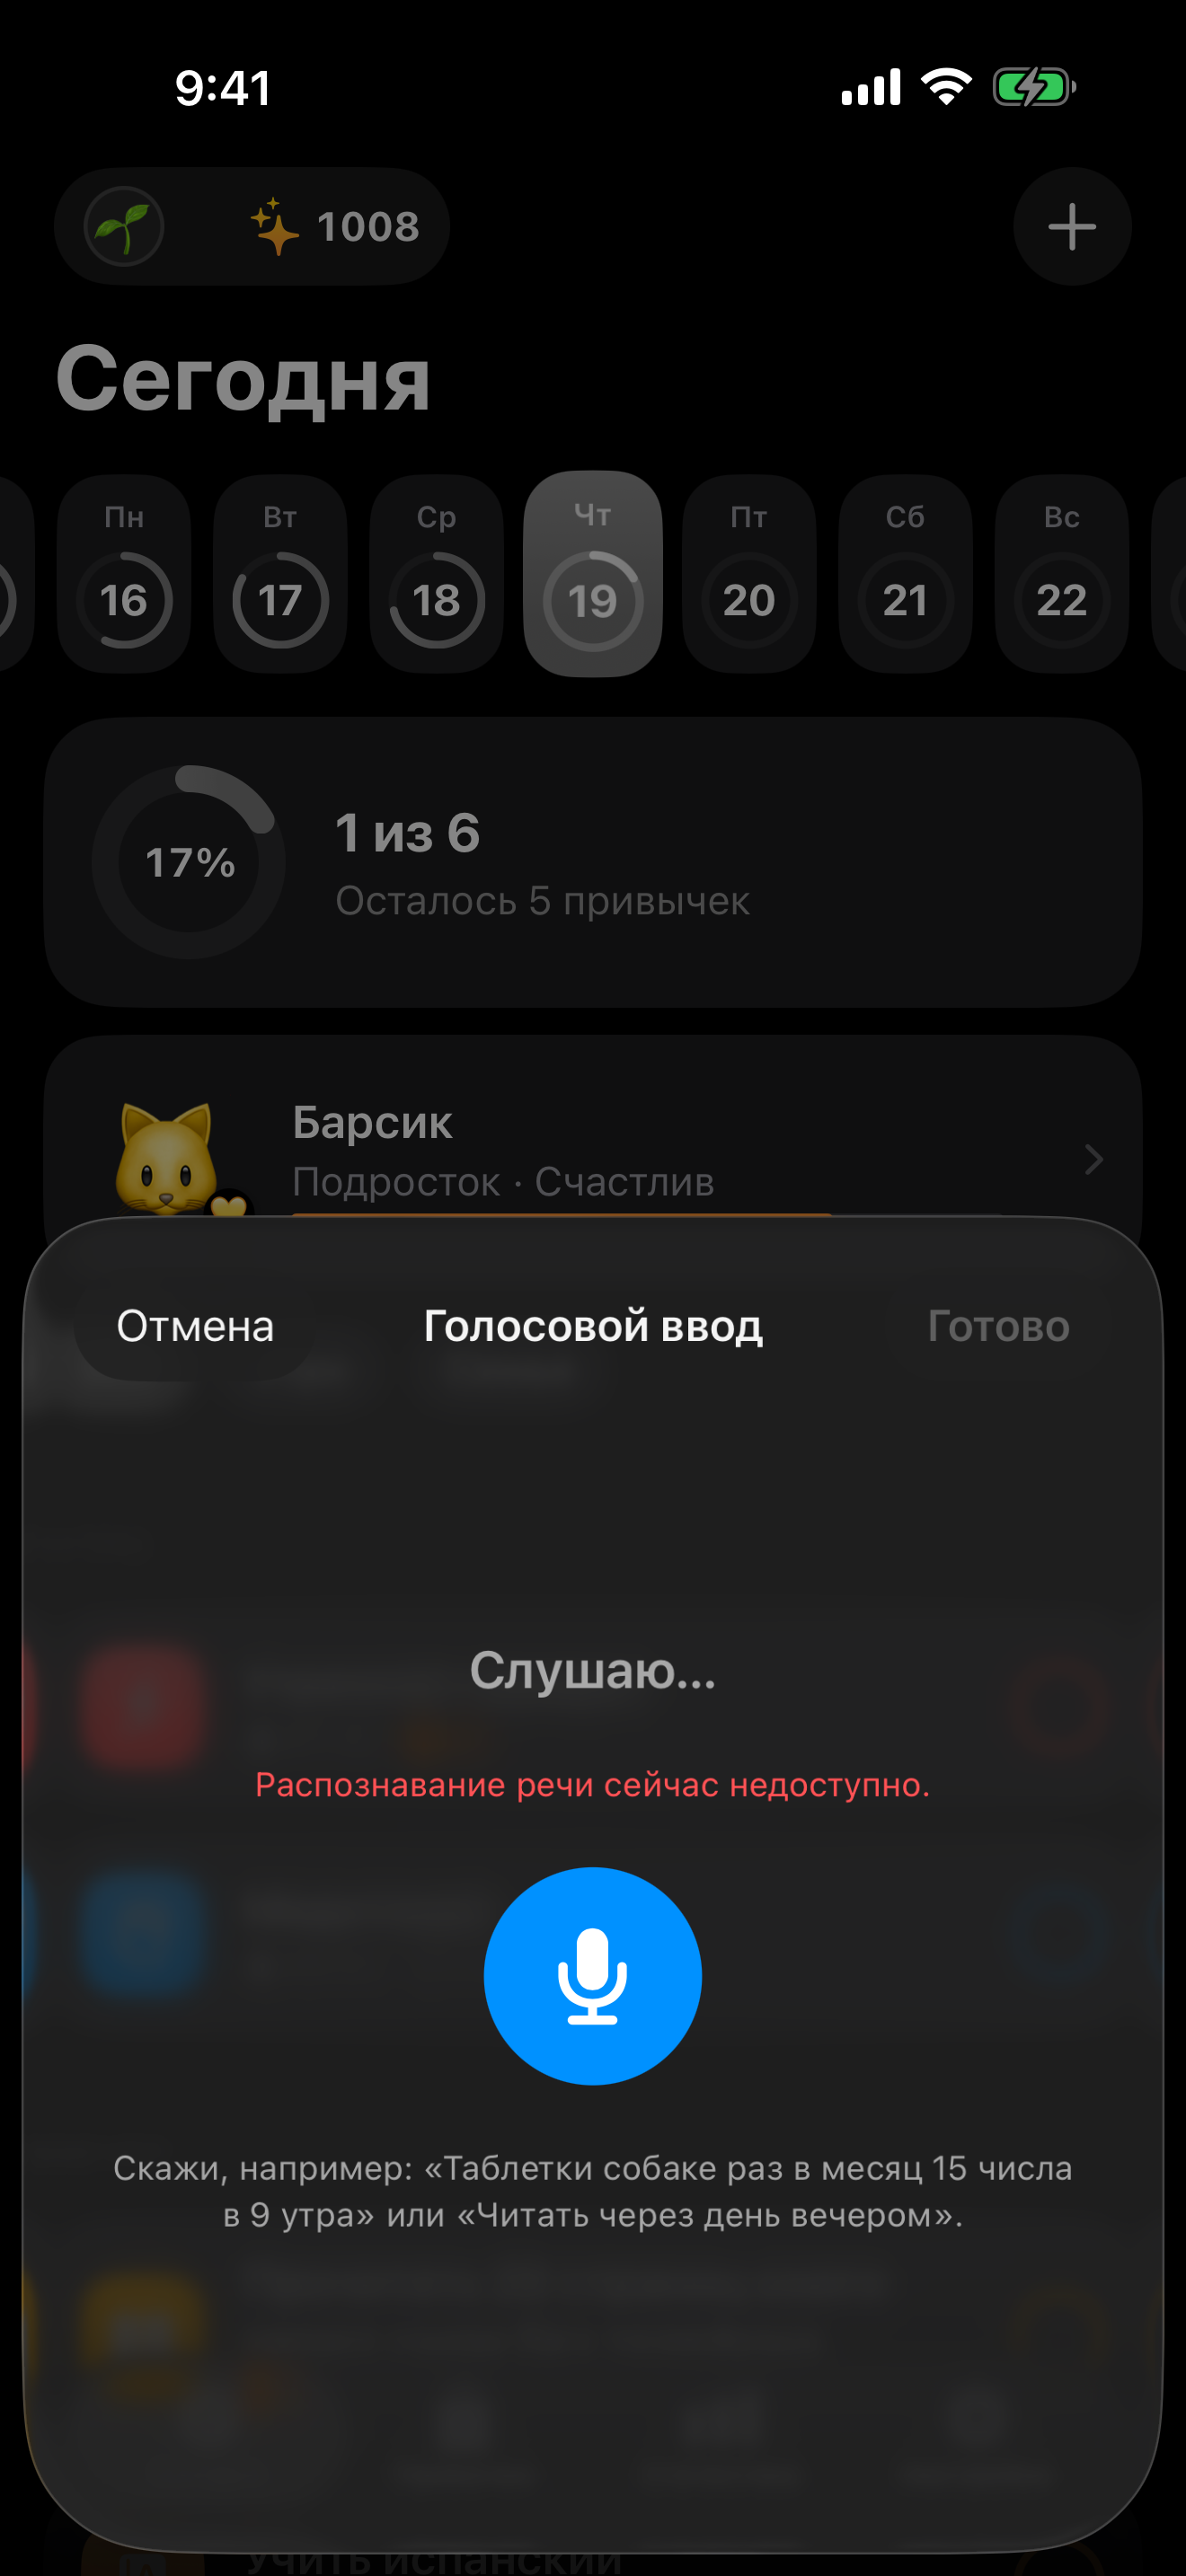 9:41
1008
Сегодня
Пн Вт Ср Чт Пт Сб Вс
16 17 18 19 20 21 22
17%
1 из 6
Осталось 5 привычек
Барсик
Подросток · Счастлив
Отмена Голосовой ввод Готово
Слушаю...
Распознавание речи сейчас недоступно.
Скажи, например: «Таблетки собаке раз в месяц 15 числа
в 9 утра» или «Читать через день вечером».
Учить испанский